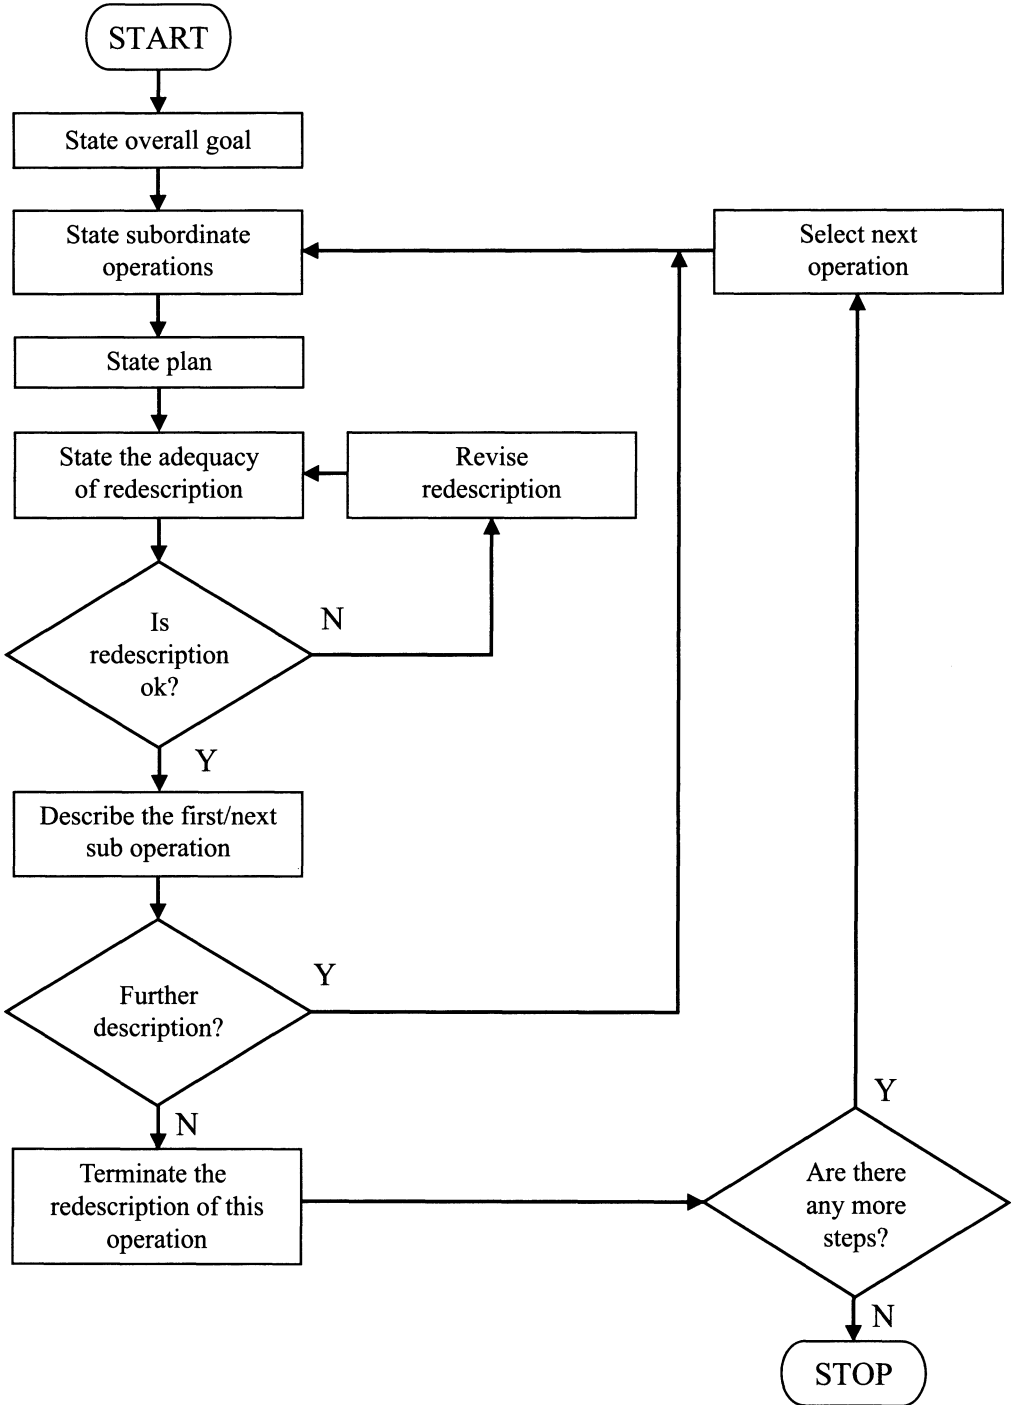 START
State overall goal
State subordinate
operations
Select next
operation
State plan
State the adequacy
of redescription
Revise
redescription
Is
redescription
ok?
N
Y
Describe the first/next
sub operation
Further
description?
Y
N
Terminate the
redescription of this
operation
Are there
any more
steps?
Y
N
STOP